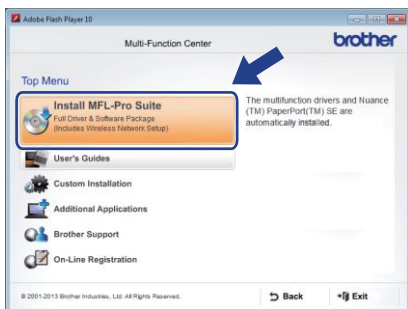 Adobe Flash Player 10
Multi-Function Center
brother
Top Menu
Install MFL-Pro Suite
Full Driver & Software Package
(Includes Wireless Network Setup)
The multifunction drivers and Nuance
(TM) PaperPort(TM) SE are
automatically installed.
User's Guides
Custom Installation
Additional Applications
Brother Support
On-Line Registration
© 2001-2013 Brother Industries, Ltd. All Rights Reserved.
Back
Exit